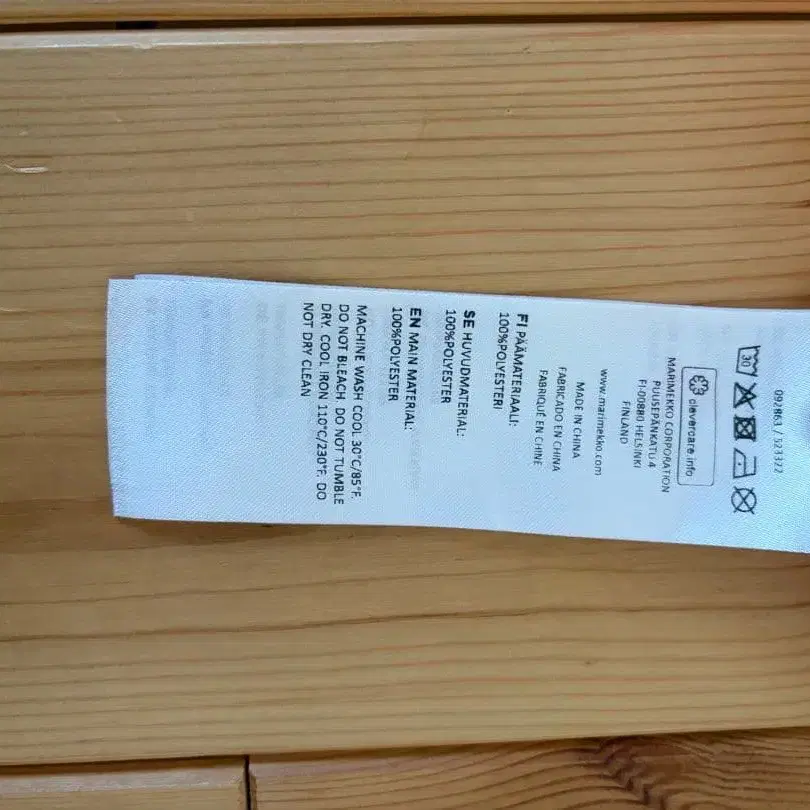 092863 / 523322
30
clevercare.info
MARIMEKKO CORPORATION
PUUSEPÄNKATU 4
FI-00880 HELSINKI
FINLAND
www.marimekko.com
MADE IN CHINA
FABRICADO EN CHINA
FABRIQUÉ EN CHINE
FI PÄÄMATERIAALI:
100%POLYESTERI
SE HUVUDMATERIAL:
100%POLYESTER
EN MAIN MATERIAL:
100%POLYESTER
MACHINE WASH COOL 30°C/85°F.
DO NOT BLEACH. DO NOT TUMBLE
DRY. COOL IRON 110°C/230°F. DO
NOT DRY CLEAN